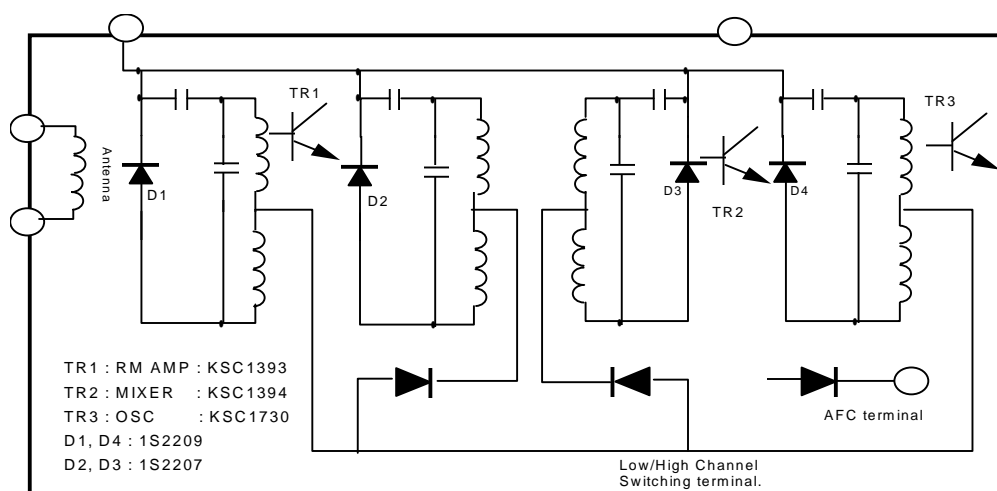 TR1
TR3
Antenna
D1
D2
D3
D4
TR2
TR1 : RM AMP : KSC1393
TR2 : MIXER : KSC1394
TR3 : OSC : KSC1730
D1, D4 : 1S2209
D2, D3 : 1S2207
AFC terminal
Low/High Channel
Switching terminal.